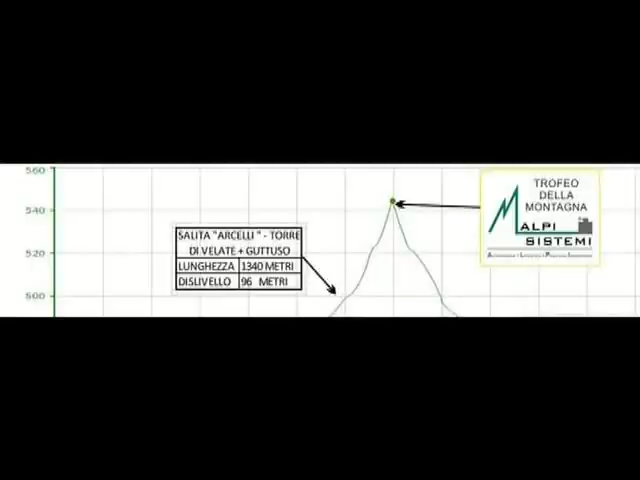 560
540
520
500
SALITA "ARCELLI " - TORRE
DI VELATE + GUTTUSO
LUNGHEZZA 1340 METRI
DISLIVELLO 96 METRI
TROFEO
DELLA
MONTAGNA
ALPI
SISTEMI